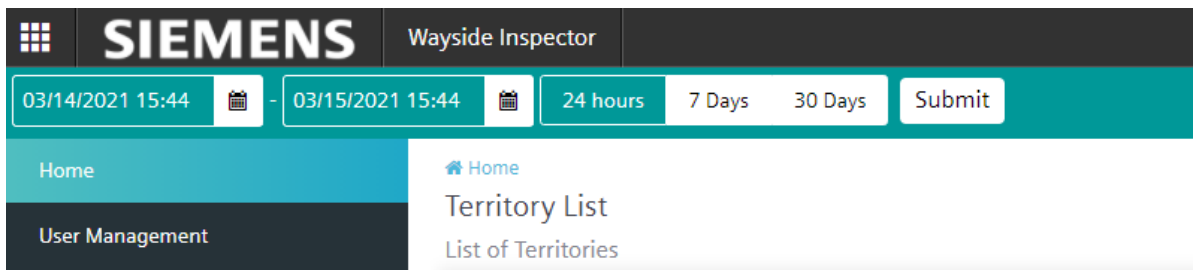 SIEMENS Wayside Inspector
03/14/2021 15:44 - 03/15/2021 15:44 24 hours 7 Days 30 Days Submit
Home
User Management
Home
Territory List
List of Territories